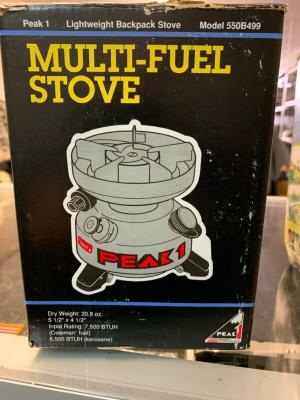 Peak 1 Lightweight Backpack Stove Model 550B499
MULTI-FUEL
STOVE
PEAK 1
Dry Weight: 20.8 oz.
5 1/2" x 4 1/2"
Input Rating: 7,500 BTUH
(Coleman® fuel)
6,500 BTUH (kerosene)
PEAK 1